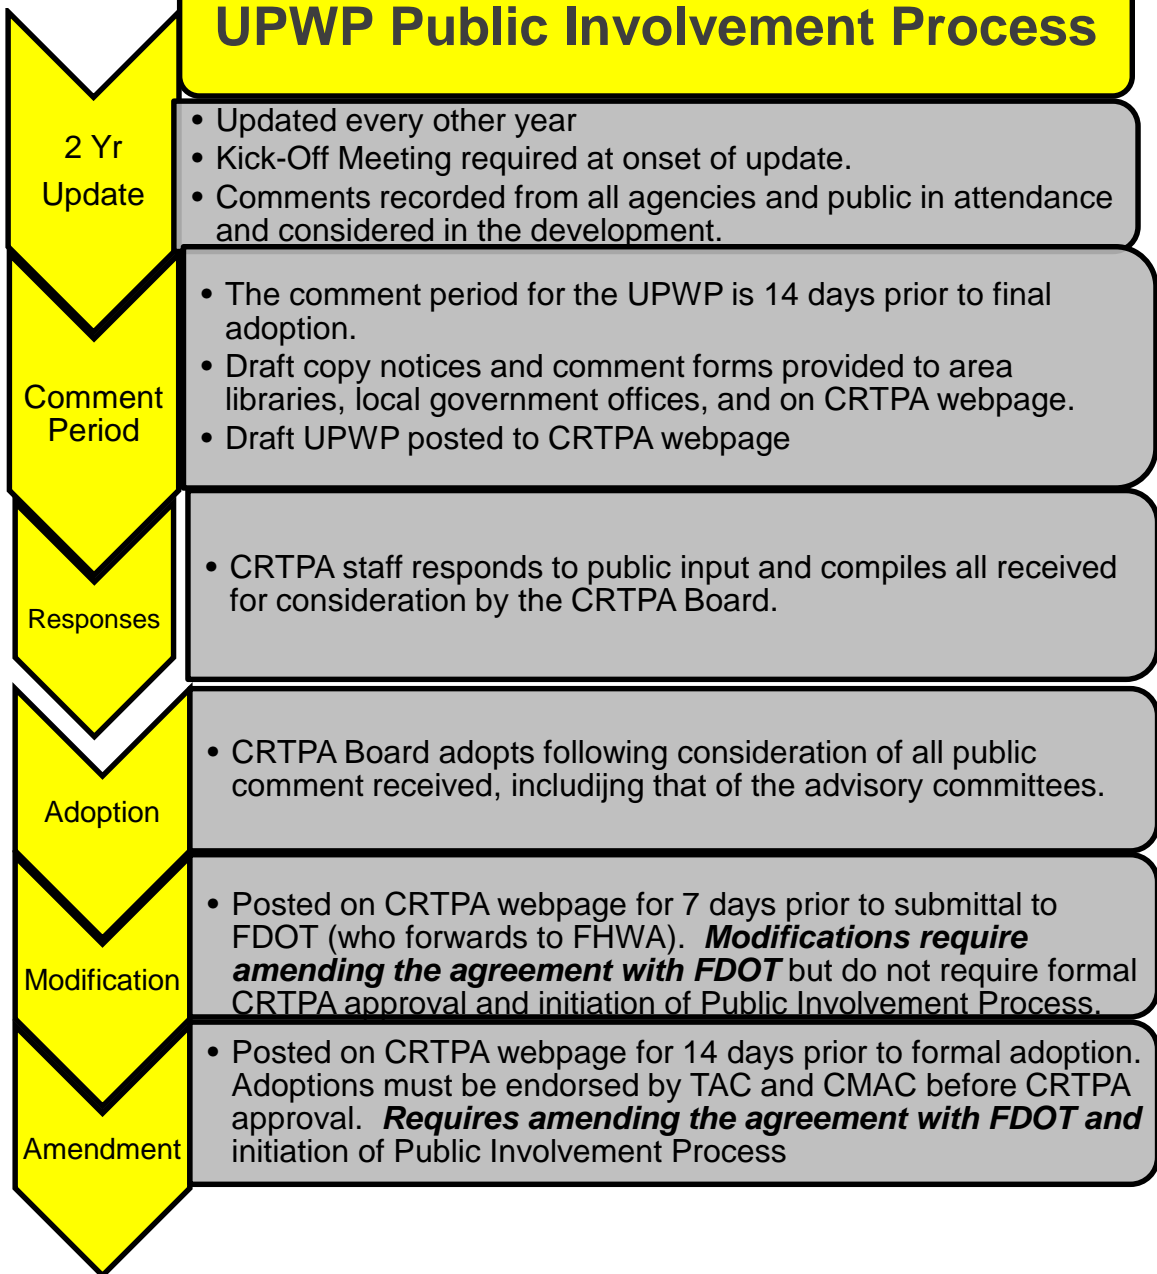 UPWP Public Involvement Process
2 Yr
Update
• Updated every other year
• Kick-Off Meeting required at onset of update.
• Comments recorded from all agencies and public in attendance
and considered in the development.
Comment
Period
• The comment period for the UPWP is 14 days prior to final
adoption.
• Draft copy notices and comment forms provided to area
libraries, local government offices, and on CRTPA webpage.
• Draft UPWP posted to CRTPA webpage
Responses
• CRTPA staff responds to public input and compiles all received
for consideration by the CRTPA Board.
Adoption
• CRTPA Board adopts following consideration of all public
comment received, includijng that of the advisory committees.
Modification
• Posted on CRTPA webpage for 7 days prior to submittal to
FDOT (who forwards to FHWA). Modifications require
amending the agreement with FDOT but do not require formal
CRTPA approval and initiation of Public Involvement Process.
Amendment
• Posted on CRTPA webpage for 14 days prior to formal adoption.
Adoptions must be endorsed by TAC and CMAC before CRTPA
approval. Requires amending the agreement with FDOT and
initiation of Public Involvement Process